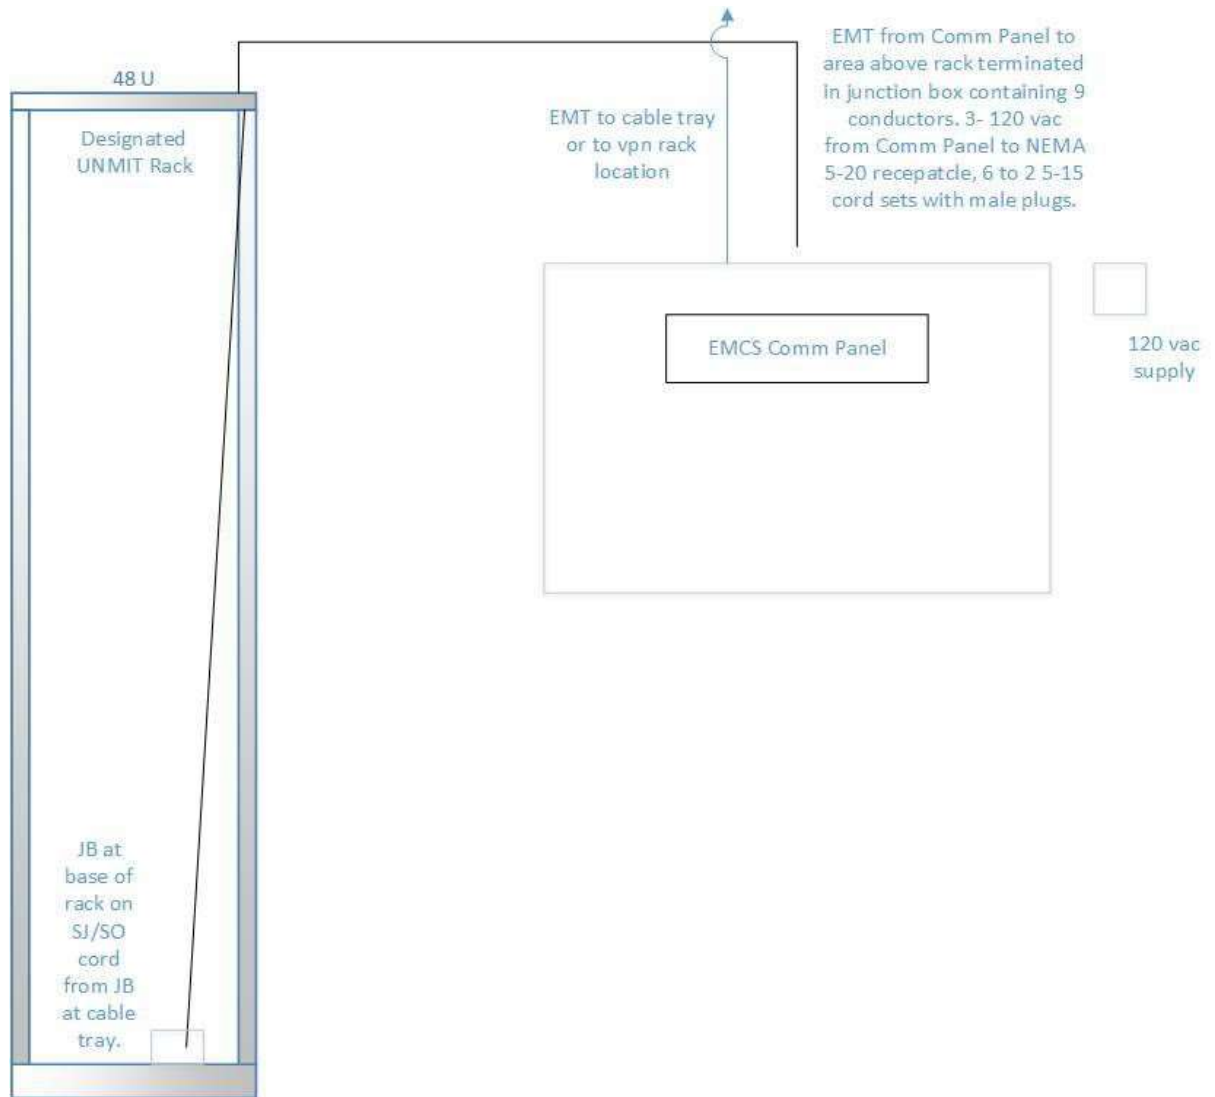 48 U
Designated
UNMIT Rack
EMT to cable tray
or to vpn rack
location
EMT from Comm Panel to
area above rack terminated
in junction box containing 9
conductors. 3- 120 vac
from Comm Panel to NEMA
5-20 recepatcle, 6 to 2 5-15
cord sets with male plugs.
EMCS Comm Panel
120 vac
supply
JB at
base of
rack on
SJ/SO
cord
from JB
at cable
tray.